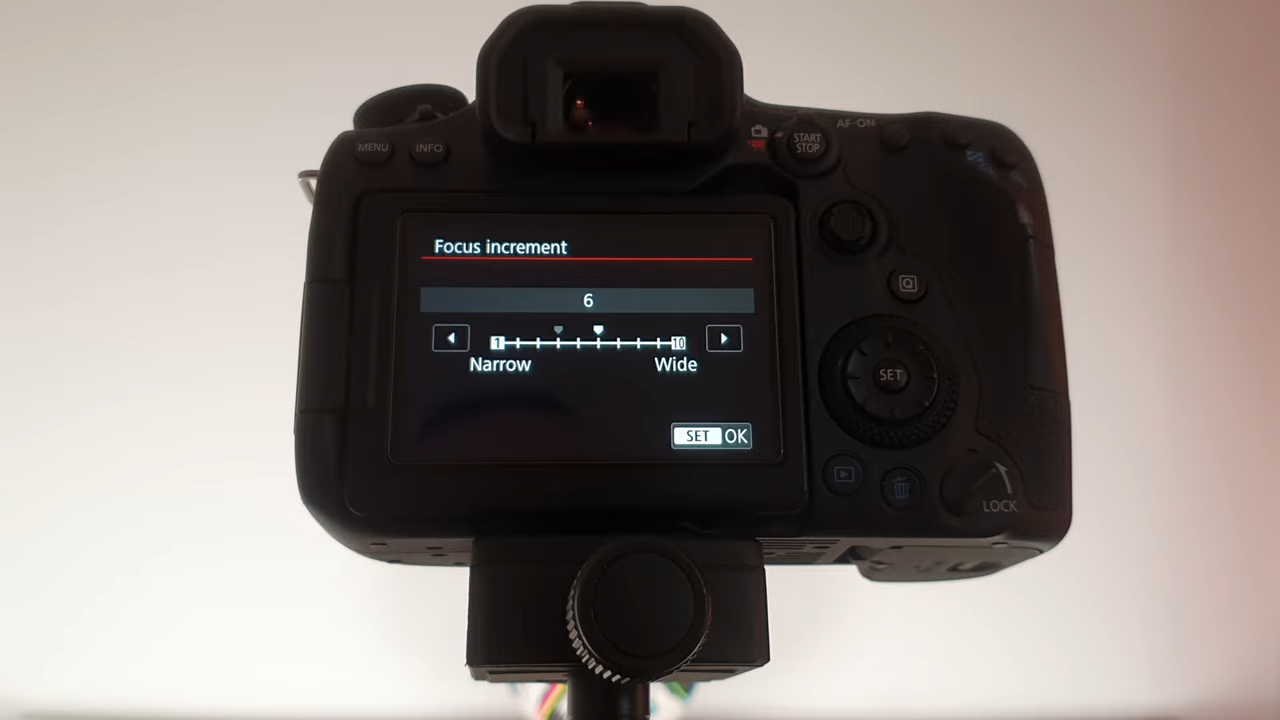 AF-ON
START
STOP
MENU
INFO
Focus increment
6
1
10
Narrow
Wide
SET OK
Q
SET
LOCK